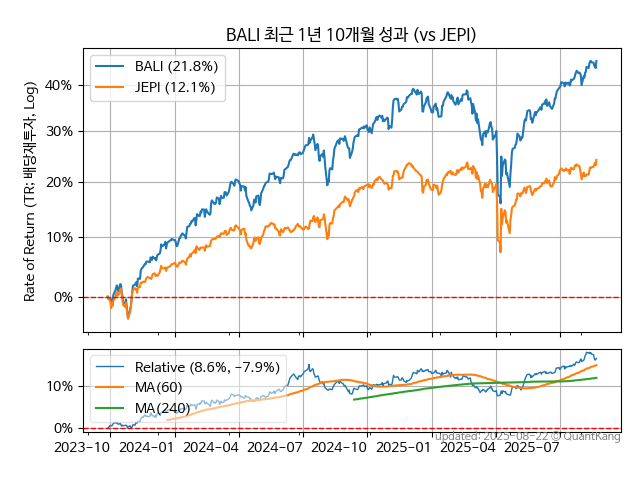 BALI 최근 1년 10개월 성과 (vs JEPI)
Rate of Return (TR: 배당재투자, Log)
BALI (21.8%)
JEPI (12.1%)
40%
30%
20%
10%
0%
Relative (8.6%, −7.9%)
MA(60)
MA(240)
10%
0%
2023−10 2024−01 2024−04 2024−07 2024−10 2025−01 2025−04 2025−07
updated: 2025-08-22 © QuantKang